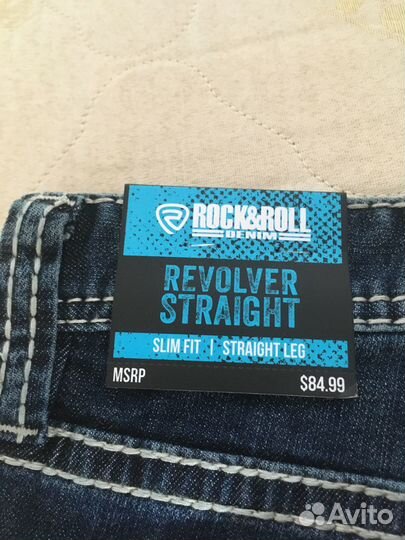 ROCK&ROLL
DENIM
REVOLVER
STRAIGHT
SLIM FIT | STRAIGHT LEG
MSRP $84.99
Avito